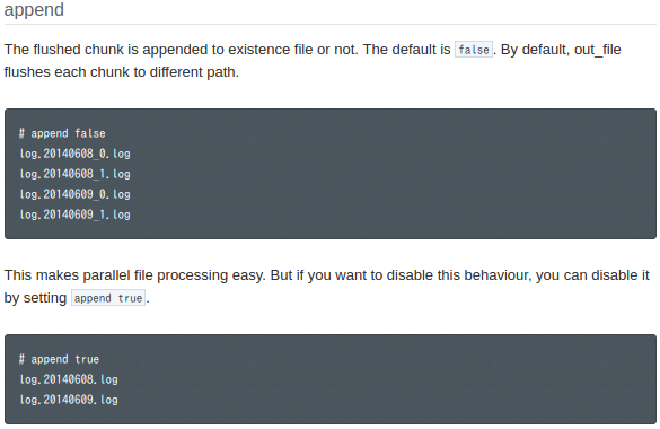 append
The flushed chunk is appended to existence file or not. The default is false. By default, out_file
flushes each chunk to different path.
# append false
log.20140608_0.log
log.20140608_1.log
log.20140609_0.log
log.20140609_1.log
This makes parallel file processing easy. But if you want to disable this behaviour, you can disable it
by setting append true.
# append true
log.20140608.log
log.20140609.log